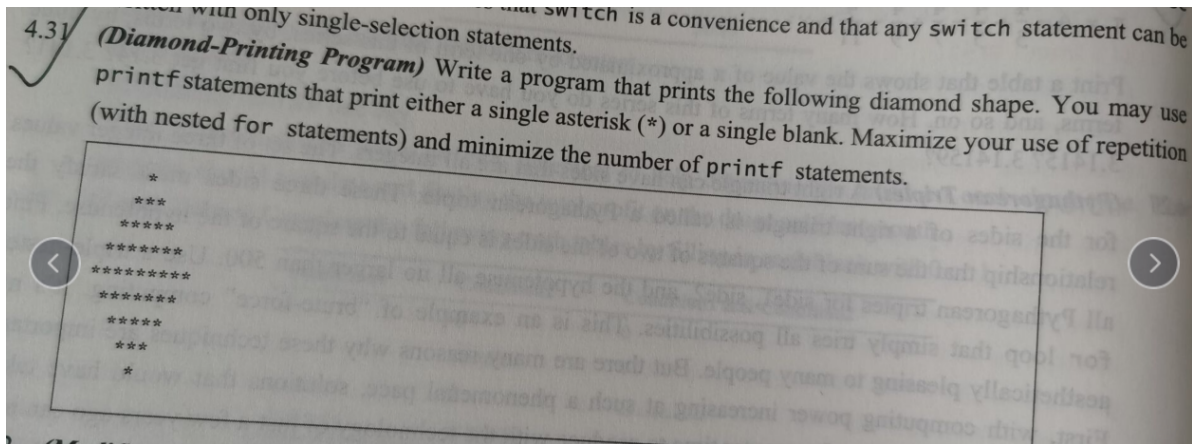 with only single-selection statements.
switch is a convenience and that any switch statement can be
4.31 (Diamond-Printing Program) Write a program that prints the following diamond shape. You may use
printf statements that print either a single asterisk (*) or a single blank. Maximize your use of repetition
(with nested for statements) and minimize the number of printf statements.
*
***
*****
*******
*********
*******
*****
***
*